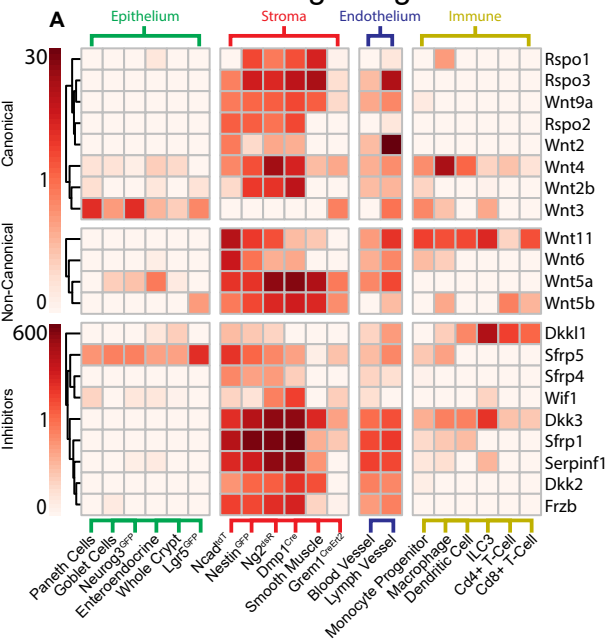 A
Epithelium
Stroma
Endothelium
Immune
30
1
0
Canonical
Non-Canonical
Rspo1
Rspo3
Wnt9a
Rspo2
Wnt2
Wnt4
Wnt2b
Wnt3
Wnt11
Wnt6
Wnt5a
Wnt5b
600
1
0
Inhibitors
Dkkl1
Sfrp5
Sfrp4
Wif1
Dkk3
Sfrp1
Serpinf1
Dkk2
Frzb
Paneth Cells
Goblet Cells
Neurog3GFP
Enteroendocrine
Whole Crypt
Lgr5GFP
NcadtdT
NestinGFP
Ng2dsR
Dmp1Cre
Smooth Muscle
Grem1CreErt2
Blood Vessel
Lymph Vessel
Monocyte Progenitor
Macrophage
Dendritic Cell
ILC3
Cd4+ T-Cell
Cd8+ T-Cell